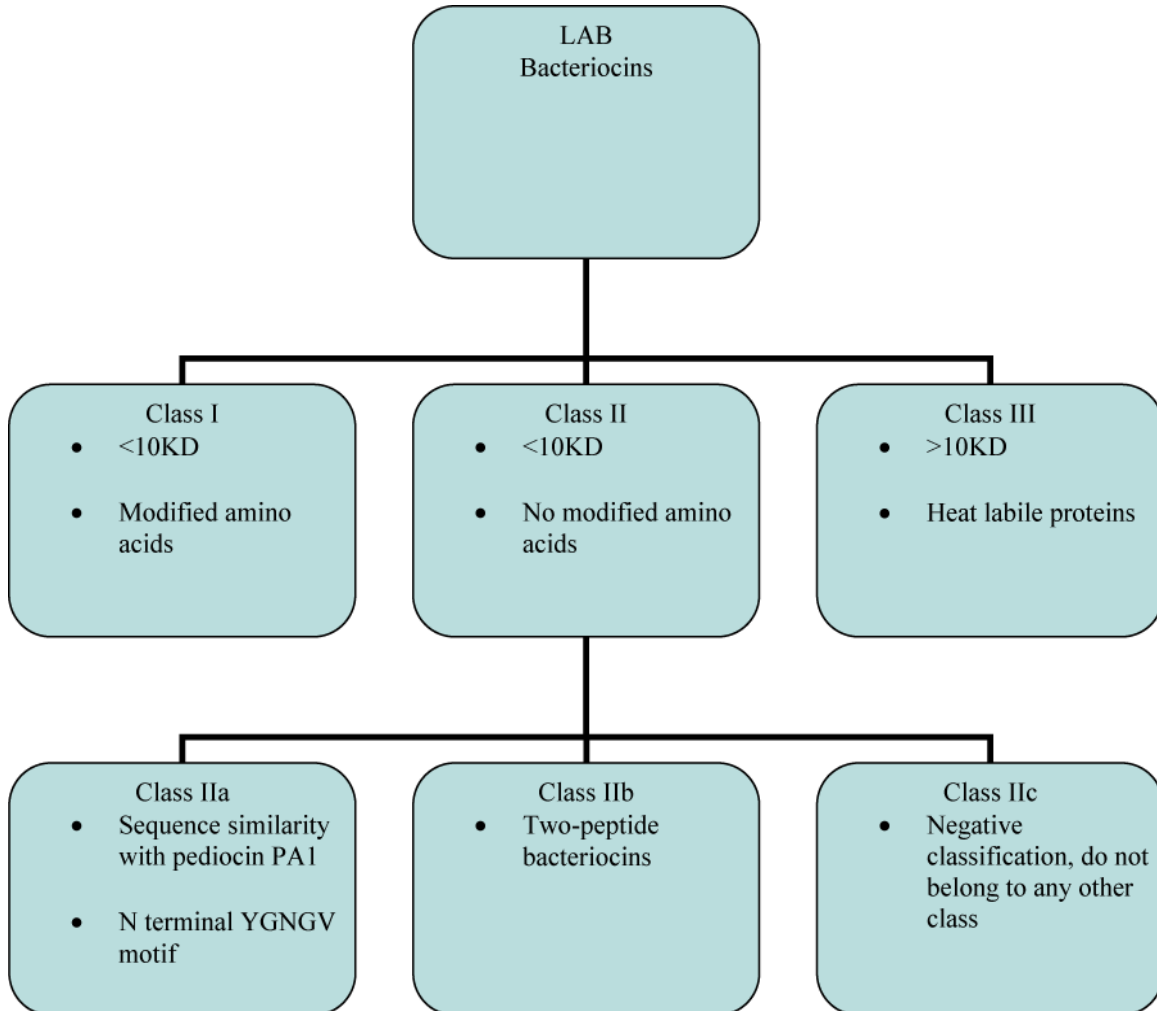 LAB
Bacteriocins
Class I
• <10KD
• Modified amino
acids
Class II
• <10KD
• No modified amino
acids
Class III
• >10KD
• Heat labile proteins
Class IIa
• Sequence similarity
with pediocin PA1
• N terminal YGNGV
motif
Class IIb
• Two-peptide
bacteriocins
Class IIc
• Negative
classification, do not
belong to any other
class